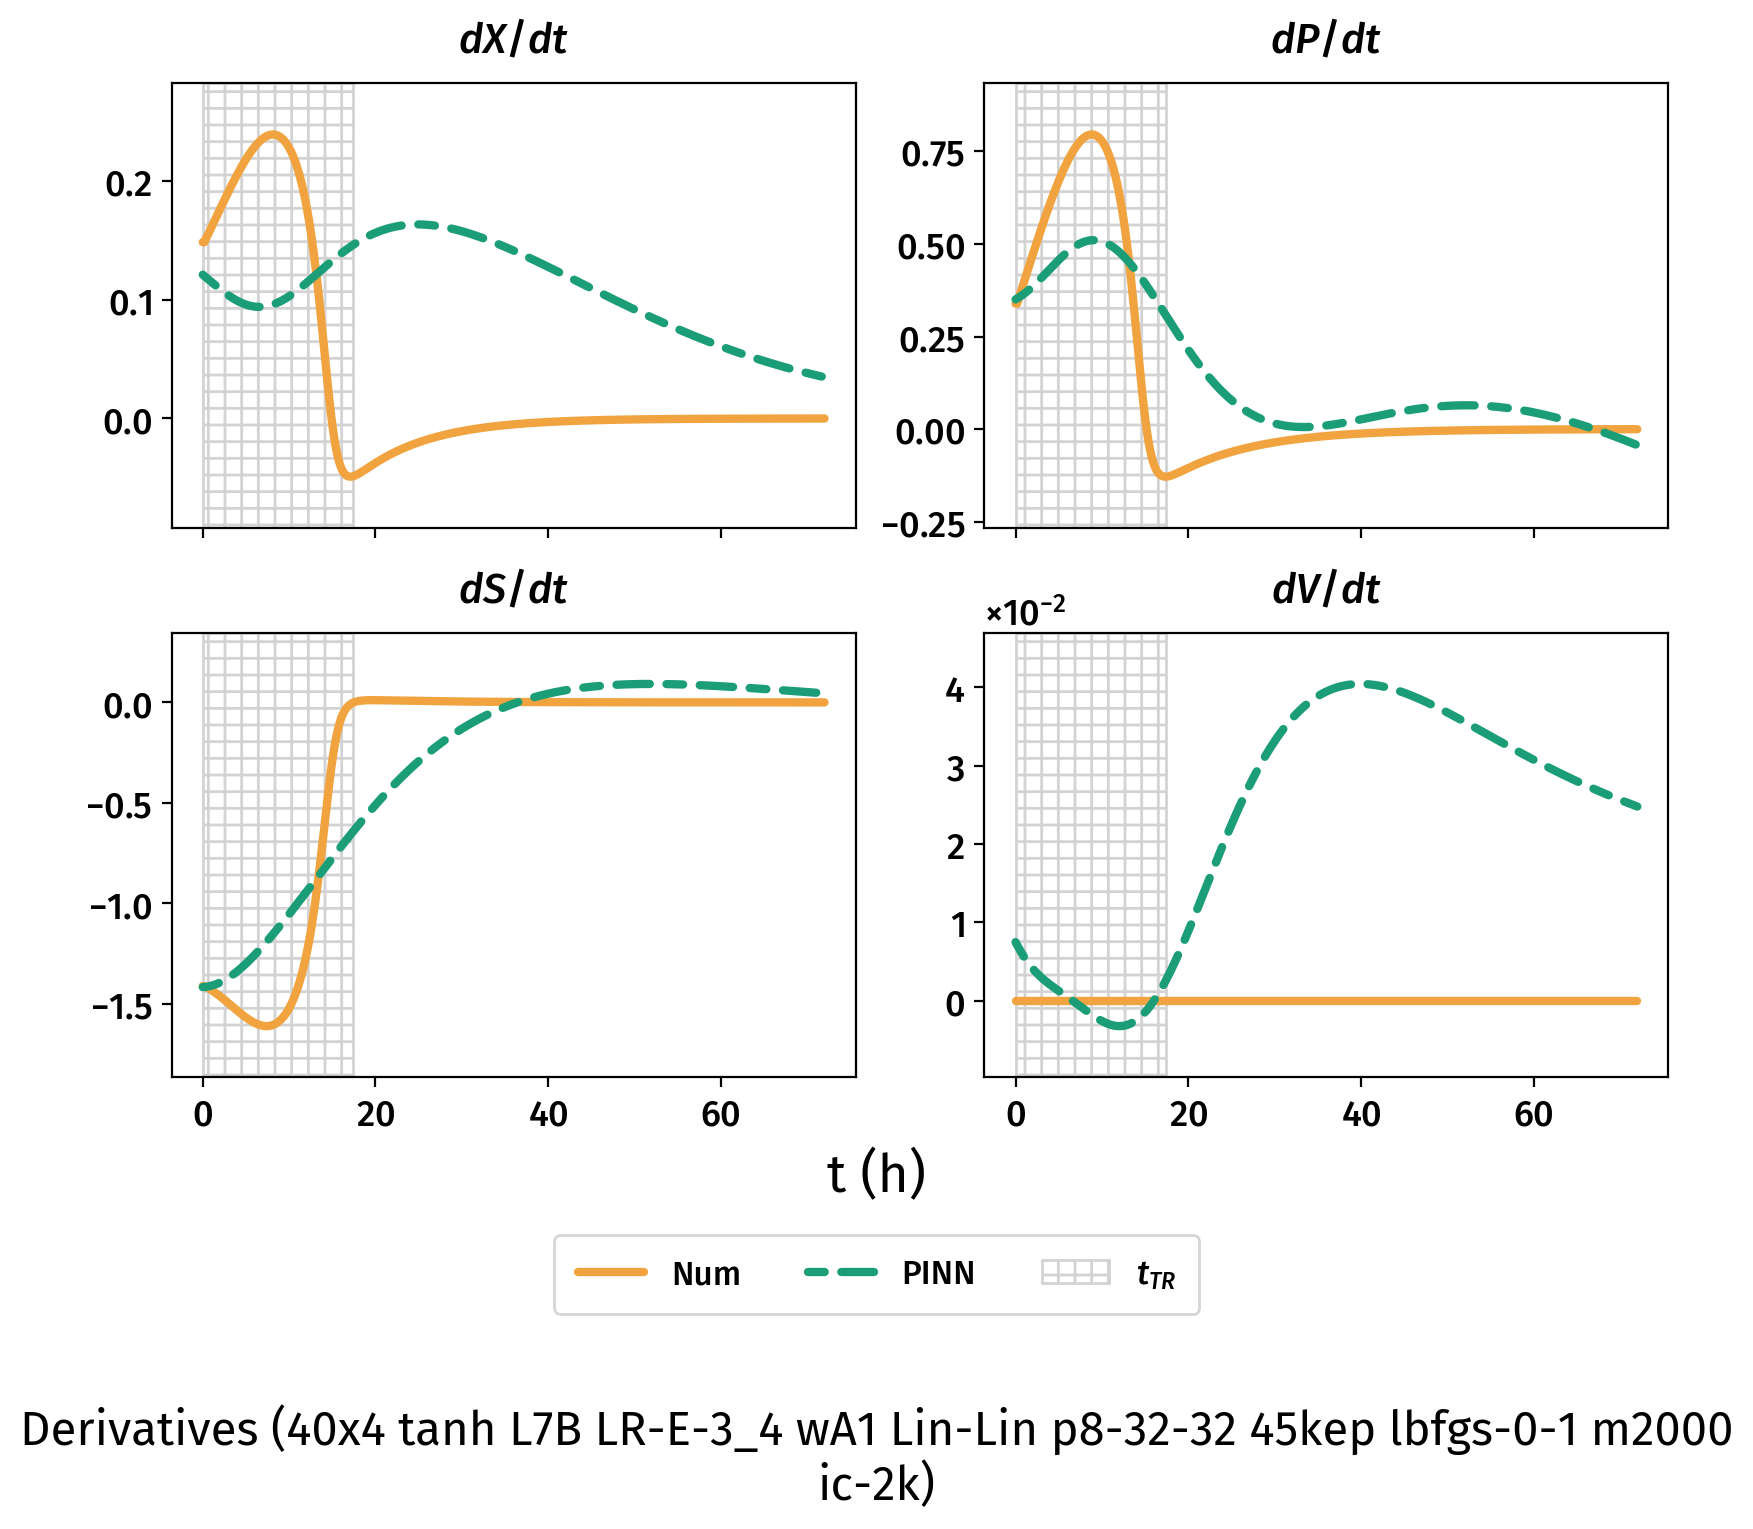 dX/dt
dP/dt
0.2
0.1
0.0
0.75
0.50
0.25
0.00
−0.25
dS/dt
dV/dt
×10⁻²
0.0
−0.5
−1.0
−1.5
4
3
2
1
0
0 20 40 60
0 20 40 60
t (h)
Num PINN t_TR
Derivatives (40x4 tanh L7B LR-E-3_4 wA1 Lin-Lin p8-32-32 45kep lbfgs-0-1 m2000
ic-2k)